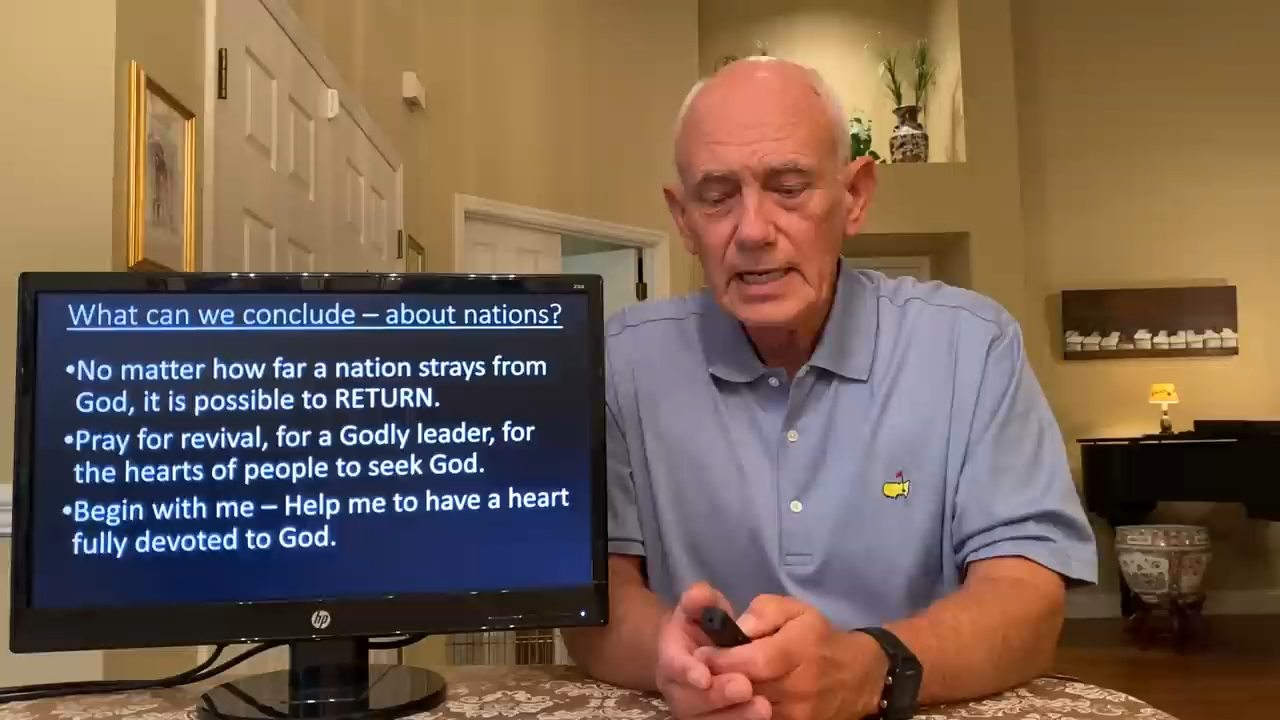 What can we conclude – about nations?
•No matter how far a nation strays from
God, it is possible to RETURN.
•Pray for revival, for a Godly leader, for
the hearts of people to seek God.
•Begin with me – Help me to have a heart
fully devoted to God.
hp